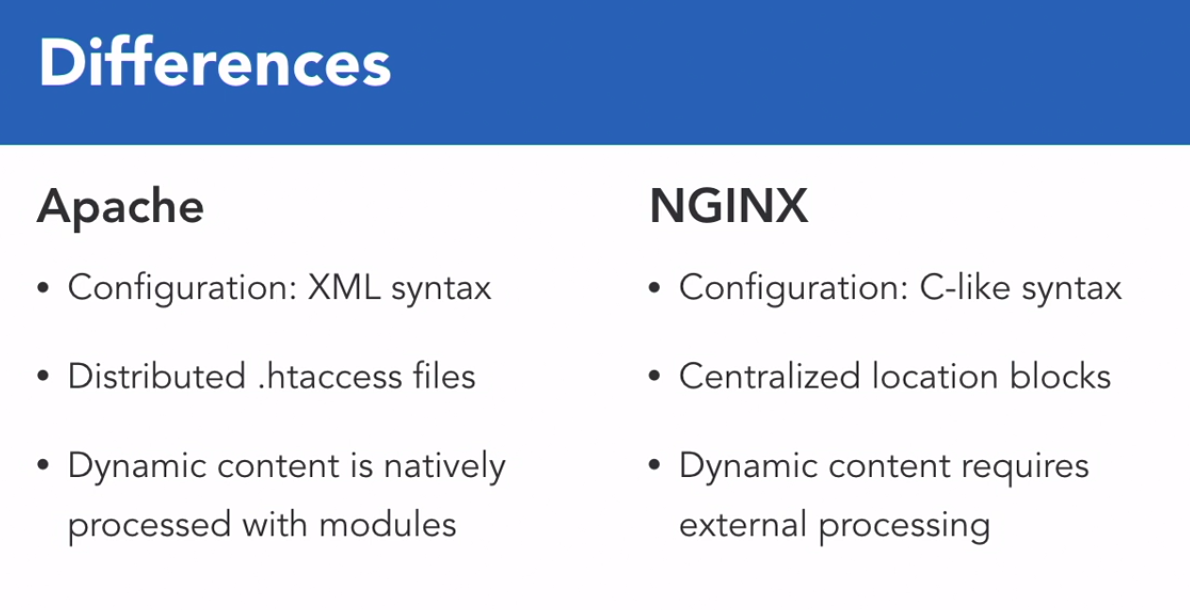 Differences
Apache
• Configuration: XML syntax
• Distributed .htaccess files
• Dynamic content is natively
processed with modules
NGINX
• Configuration: C-like syntax
• Centralized location blocks
• Dynamic content requires
external processing